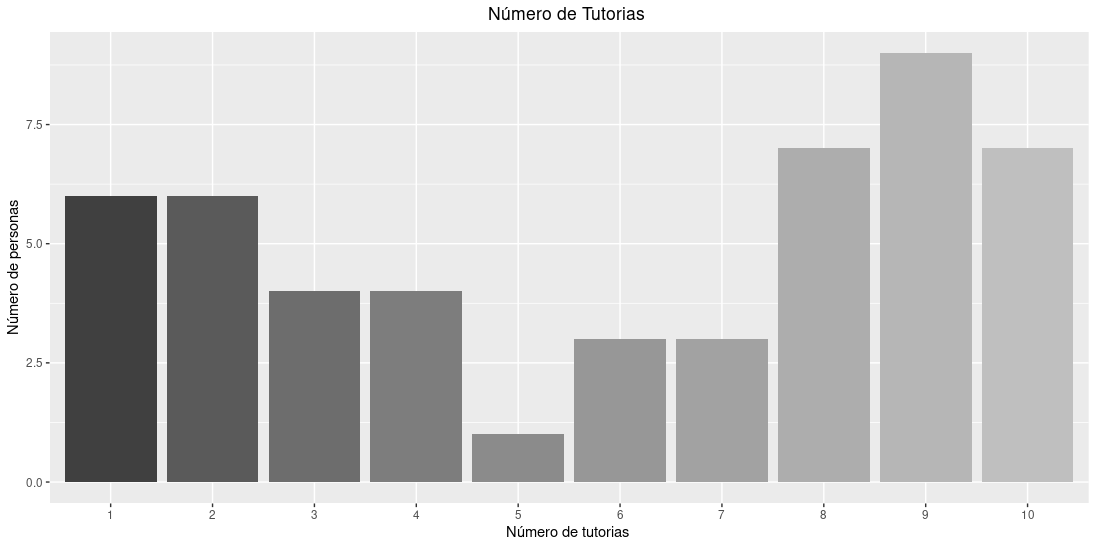 Número de Tutorias
Número de personas
7.5
5.0
2.5
0.0
1 2 3 4 5 6 7 8 9 10
Número de tutorias